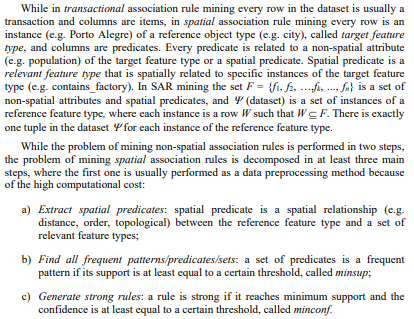 While in transactional association rule mining every row in the dataset is usually a
transaction and columns are items, in spatial association rule mining every row is an
instance (e.g. Porto Alegre) of a reference object type (e.g. city), called target feature
type, and columns are predicates. Every predicate is related to a non-spatial attribute
(e.g. population) of the target feature type or a spatial predicate. Spatial predicate is a
relevant feature type that is spatially related to specific instances of the target feature
type (e.g. contains_factory). In SAR mining the set F = {f₁, f₂, …,fₖ, ..., fₙ} is a set of
non-spatial attributes and spatial predicates, and Ψ (dataset) is a set of instances of a
reference feature type, where each instance is a row W such that W ⊆ F. There is exactly
one tuple in the dataset Ψ for each instance of the reference feature type.
While the problem of mining non-spatial association rules is performed in two steps,
the problem of mining spatial association rules is decomposed in at least three main
steps, where the first one is usually performed as a data preprocessing method because
of the high computational cost:
a) Extract spatial predicates: spatial predicate is a spatial relationship (e.g.
distance, order, topological) between the reference feature type and a set of
relevant feature types;
b) Find all frequent patterns/predicates/sets: a set of predicates is a frequent
pattern if its support is at least equal to a certain threshold, called minsup;
c) Generate strong rules: a rule is strong if it reaches minimum support and the
confidence is at least equal to a certain threshold, called minconf.